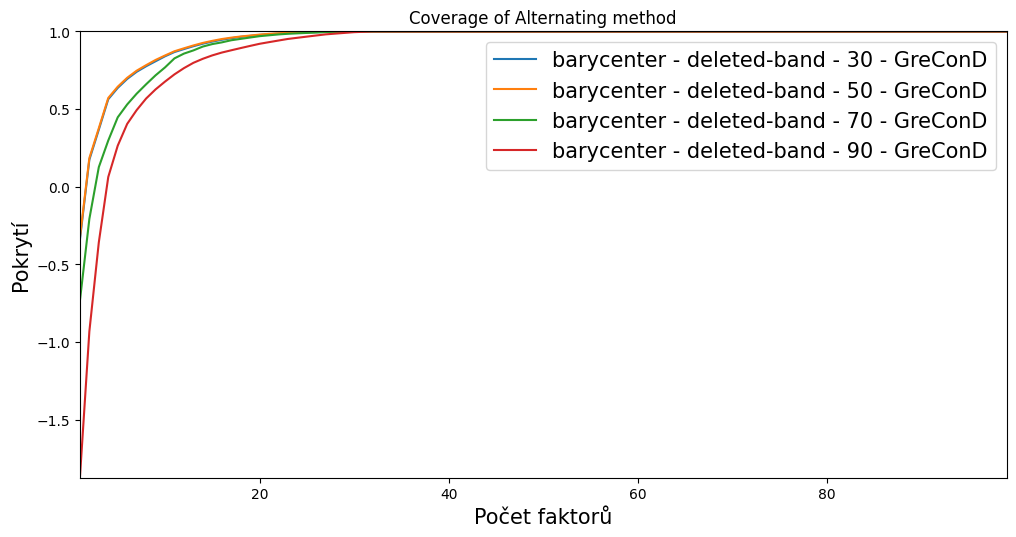 Coverage of Alternating method
1.0
0.5
0.0
−0.5
−1.0
−1.5
Pokrytí
barycenter - deleted-band - 30 - GreConD
barycenter - deleted-band - 50 - GreConD
barycenter - deleted-band - 70 - GreConD
barycenter - deleted-band - 90 - GreConD
20 40 60 80
Počet faktorů